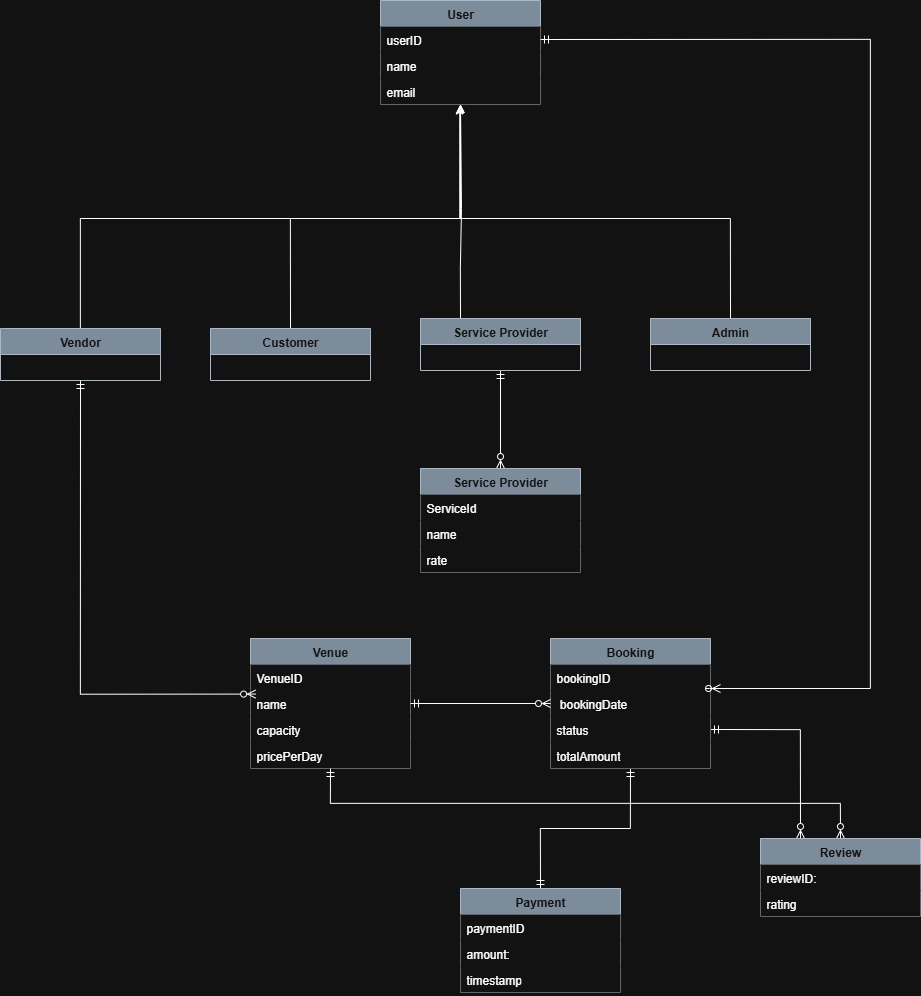 User
userID
name
email
Vendor
Customer
Service Provider
Admin
Service Provider
ServiceId
name
rate
Venue
VenueID
name
capacity
pricePerDay
Booking
bookingID
bookingDate
status
totalAmount
Review
reviewID:
rating
Payment
paymentID
amount:
timestamp